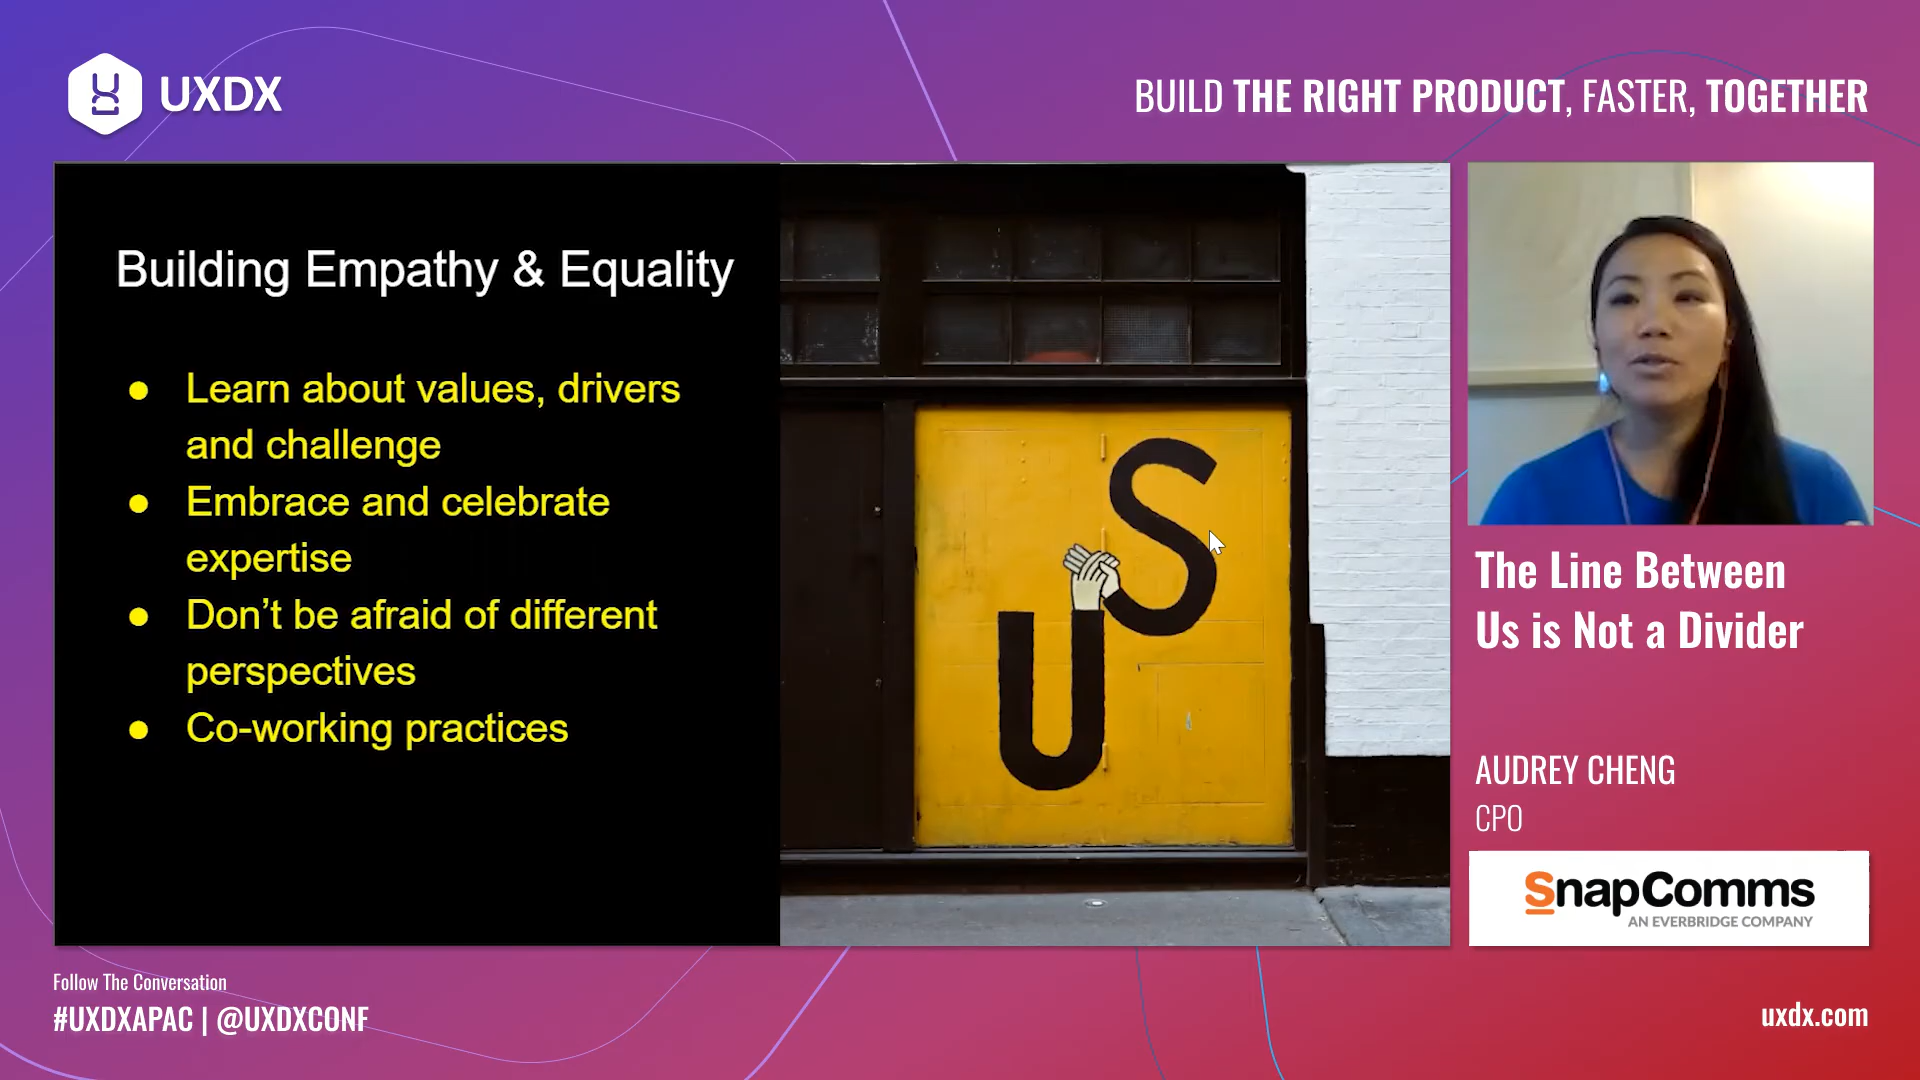 UXDX
BUILD THE RIGHT PRODUCT, FASTER, TOGETHER
Building Empathy & Equality
● Learn about values, drivers
and challenge
● Embrace and celebrate
expertise
● Don’t be afraid of different
perspectives
● Co-working practices
US
The Line Between
Us is Not a Divider
AUDREY CHENG
CPO
SnapComms
AN EVERBRIDGE COMPANY
Follow The Conversation
#UXDXAPAC | @UXDXCONF
uxdx.com